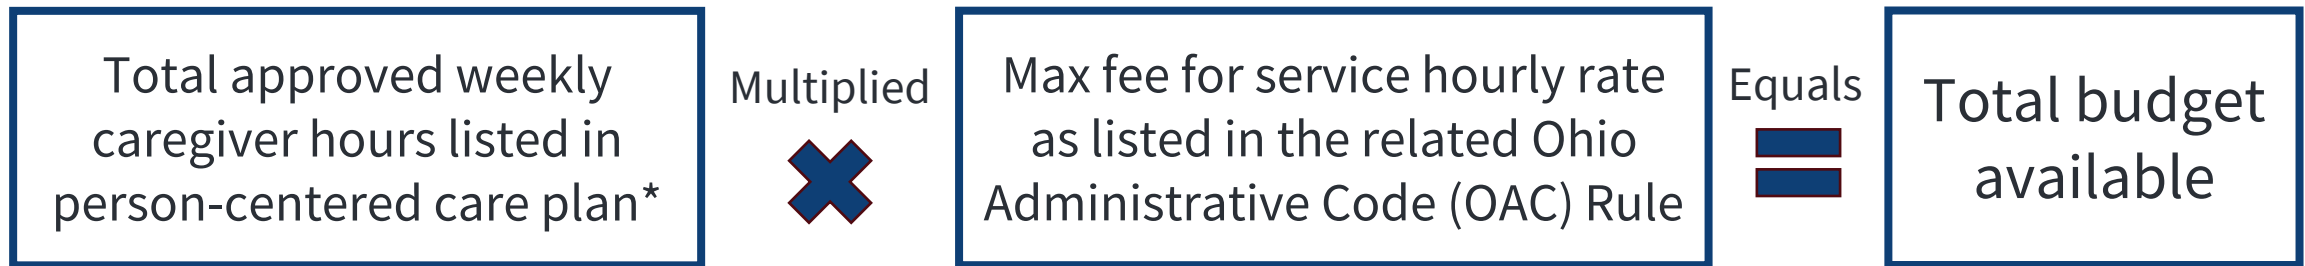 Total approved weekly
caregiver hours listed in
person-centered care plan*
Multiplied
Max fee for service hourly rate
as listed in the related Ohio
Administrative Code (OAC) Rule
Equals
Total budget
available